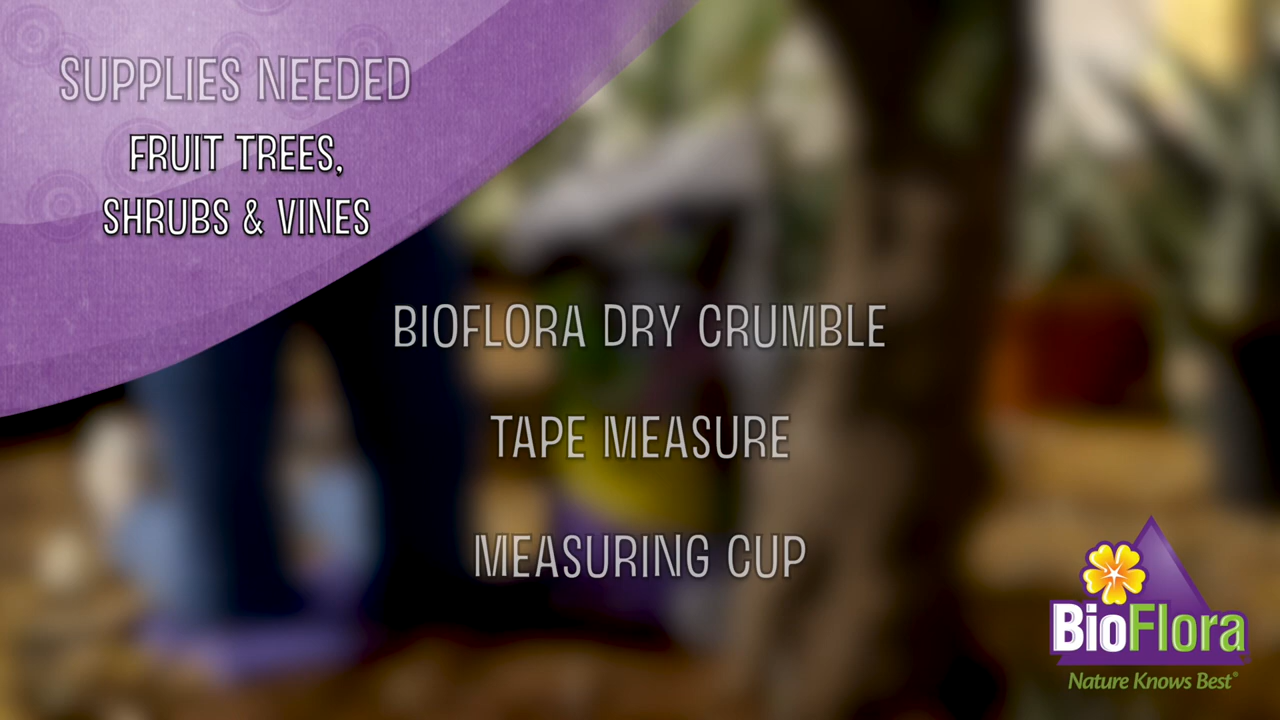 SUPPLIES NEEDED
FRUIT TREES,
SHRUBS & VINES
BIOFLORA DRY CRUMBLE
TAPE MEASURE
MEASURING CUP
BioFlora
Nature Knows Best®